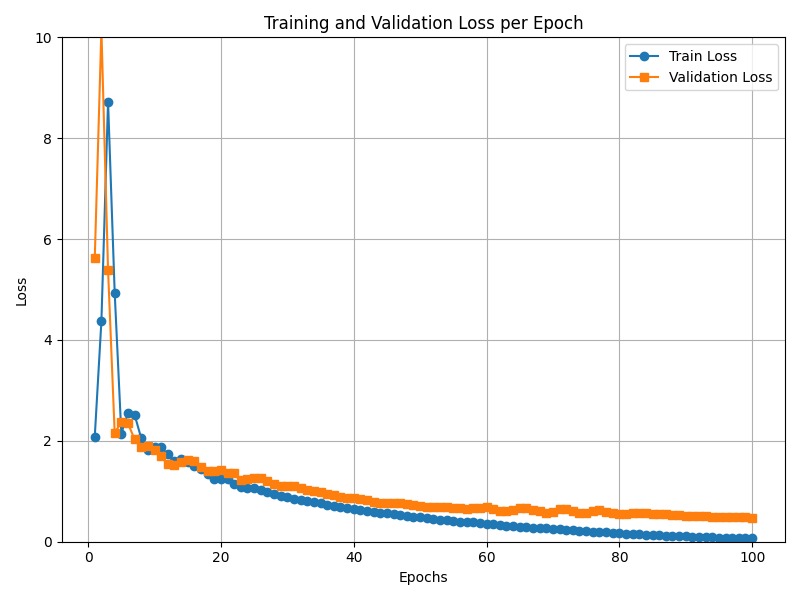 Training and Validation Loss per Epoch
Train Loss
Validation Loss
Loss
10
8
6
4
2
0
0 20 40 60 80 100
Epochs